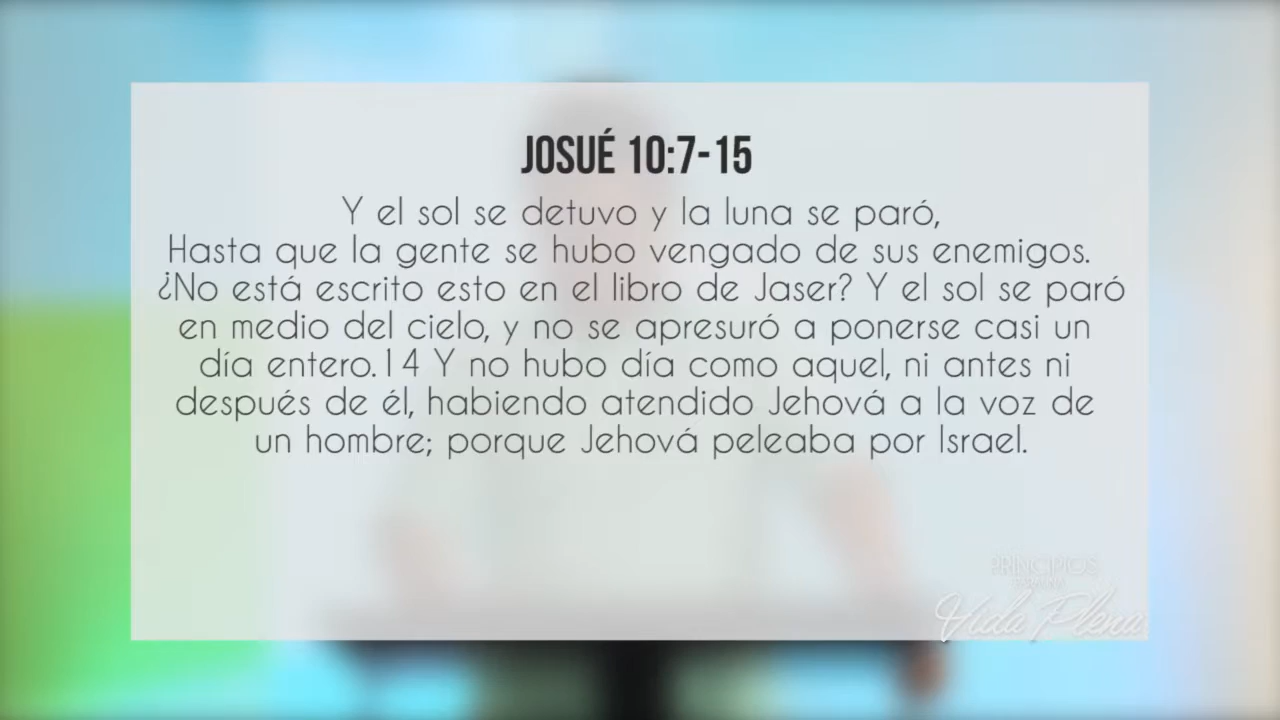 JOSUÉ 10:7-15
Y el sol se detuvo y la luna se paró,
Hasta que la gente se hubo vengado de sus enemigos.
¿No está escrito esto en el libro de Jaser? Y el sol se paró
en medio del cielo, y no se apresuró a ponerse casi un
día entero.14 Y no hubo día como aquel, ni antes ni
después de él, habiendo atendido Jehová a la voz de
un hombre; porque Jehová peleaba por Israel.
PRINCIPIOS
PARA UNA
Vida Plena